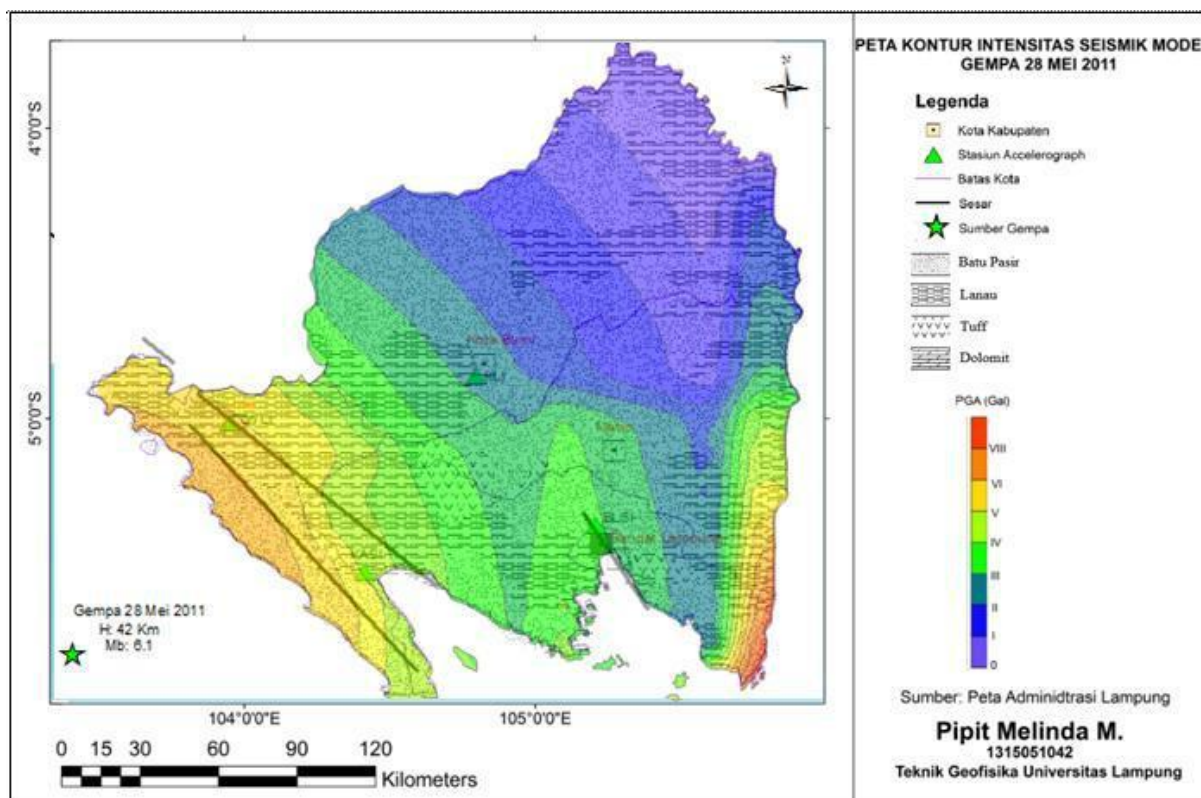 PETA KONTUR INTENSITAS SEISMIK MODE
GEMPA 28 MEI 2011
Legenda
Kota Kabupaten
Stasiun Accelerograph
Batas Kota
Sesar
Sumber Gempa
Batu Pasir
Lanau
Tuff
Dolomit
PGA (Gal)
VIII
VI
V
IV
III
II
I
0
Sumber: Peta Adminidtrasi Lampung
Pipit Melinda M.
1315051042
Teknik Geofisika Universitas Lampung
4°0'0"S
5°0'0"S
104°0'0"E
105°0'0"E
Kota Bumi
Metro
Bandar Lampung
Gempa 28 Mei 2011
H: 42 Km
Mb: 6.1
0 15 30 60 90 120
Kilometers